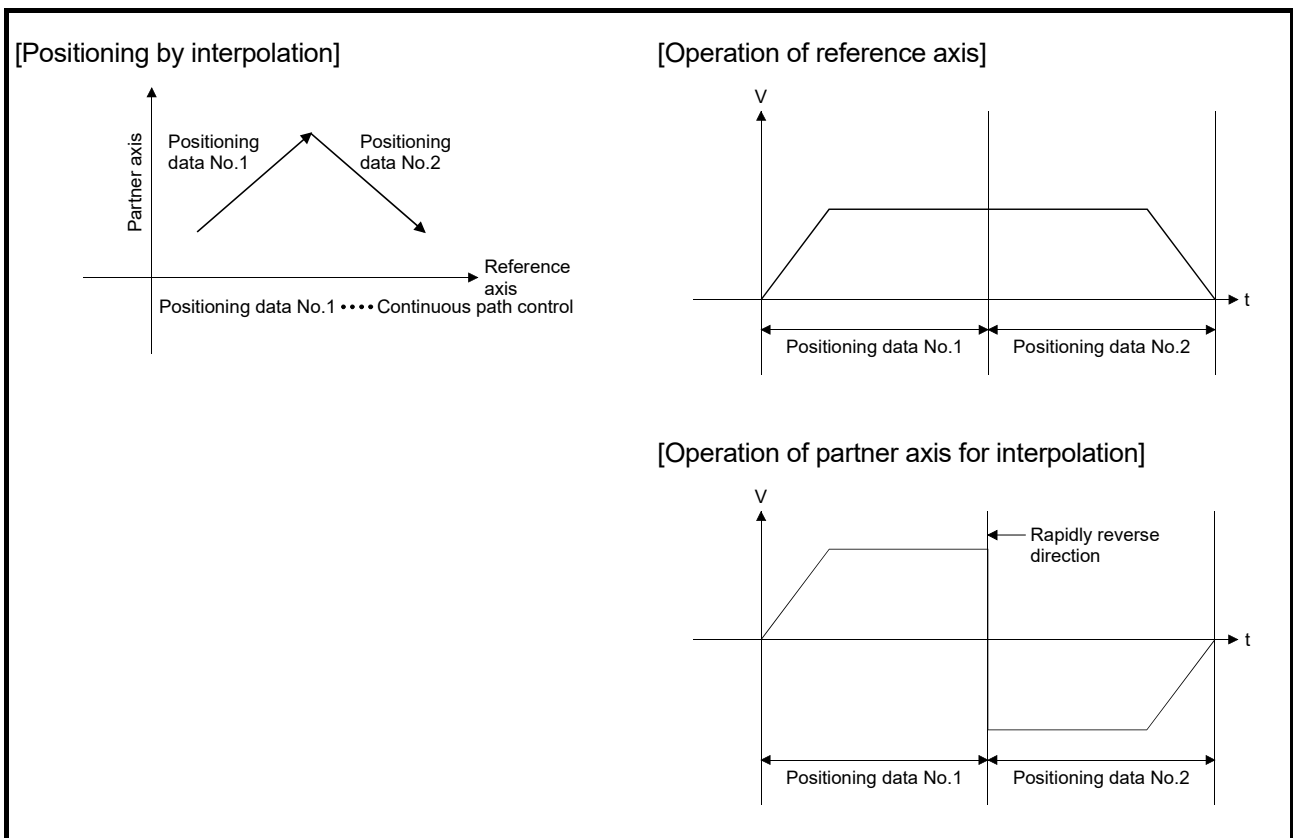 [Positioning by interpolation]
Partner axis
Positioning
data No.1
Positioning
data No.2
Reference
axis
Positioning data No.1 •••• Continuous path control
[Operation of reference axis]
V
t
Positioning data No.1
Positioning data No.2
[Operation of partner axis for interpolation]
V
Rapidly reverse
direction
t
Positioning data No.1
Positioning data No.2